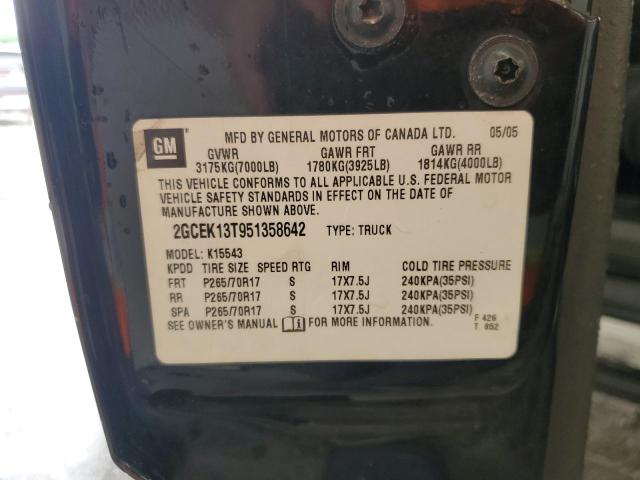 GM MFD BY GENERAL MOTORS OF CANADA LTD. 05/05
GVWR GAWR FRT GAWR RR
3175KG(7000LB) 1780KG(3925LB) 1814KG(4000LB)
THIS VEHICLE CONFORMS TO ALL APPLICABLE U.S. FEDERAL MOTOR
VEHICLE SAFETY STANDARDS IN EFFECT ON THE DATE OF
MANUFACTURE SHOWN ABOVE.
2GCEK13T951358642 TYPE: TRUCK
MODEL: K15543
KPDD TIRE SIZE SPEED RTG RIM COLD TIRE PRESSURE
FRT P265/70R17 S 17X7.5J 240KPA(35PSI)
RR P265/70R17 S 17X7.5J 240KPA(35PSI)
SPA P265/70R17 S 17X7.5J 240KPA(35PSI)
SEE OWNER'S MANUAL FOR MORE INFORMATION.
F 426
T 852